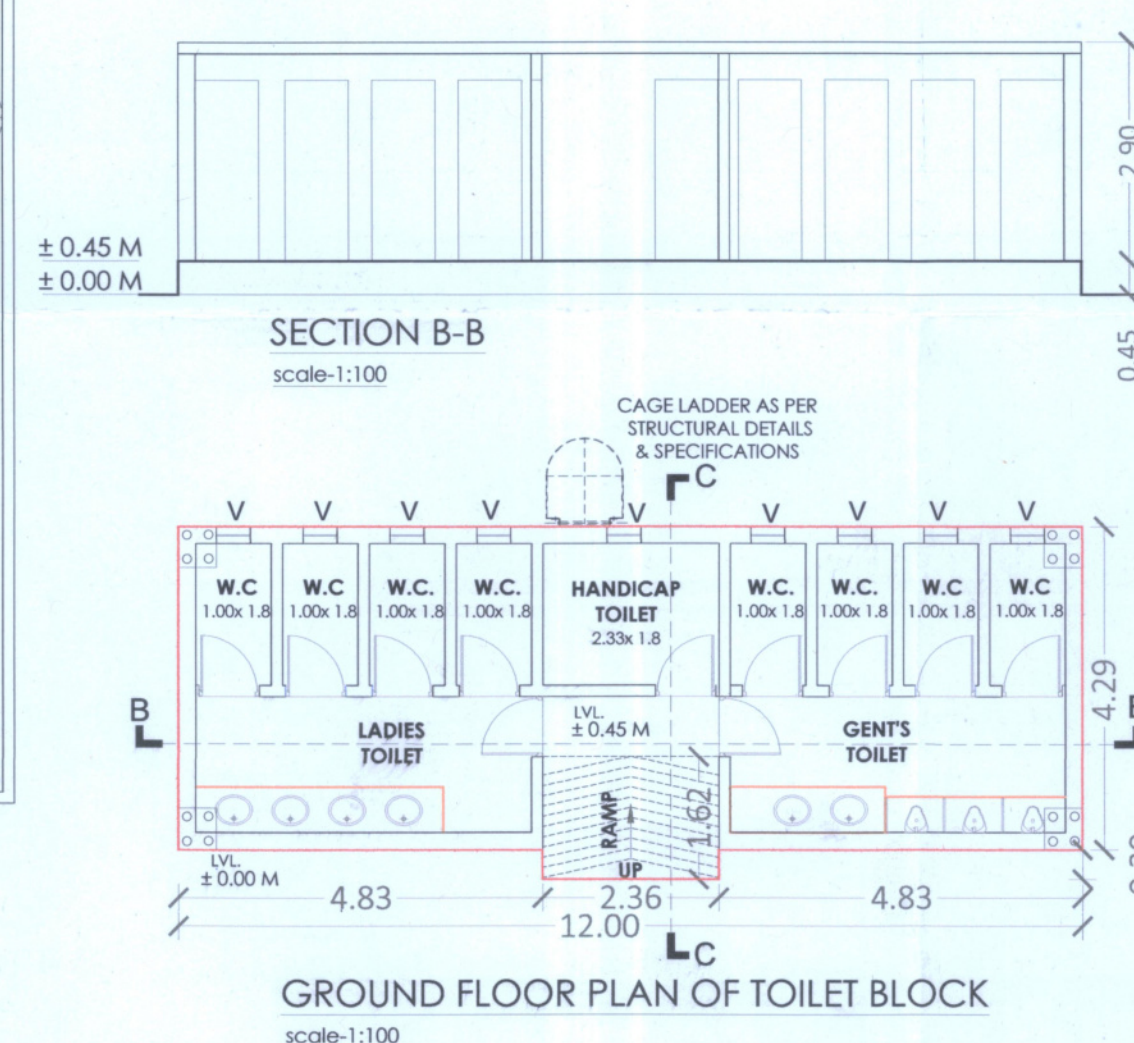 2.90
± 0.45 M
± 0.00 M
0.45
SECTION B-B
scale-1:100
CAGE LADDER AS PER
STRUCTURAL DETAILS
& SPECIFICATIONS
C
V V V V V V V V V
W.C W.C W.C. W.C. HANDICAP TOILET W.C. W.C. W.C W.C
1.00x 1.8 1.00x 1.8 1.00x 1.8 1.00x 1.8 2.33x 1.8 1.00x 1.8 1.00x 1.8 1.00x 1.8 1.00x 1.8
4.29
B
LADIES
TOILET
LVL.
± 0.45 M
GENT'S
TOILET
RAMP
1.62
UP
LVL.
± 0.00 M
4.83 2.36 4.83
12.00
C
GROUND FLOOR PLAN OF TOILET BLOCK
scale-1:100